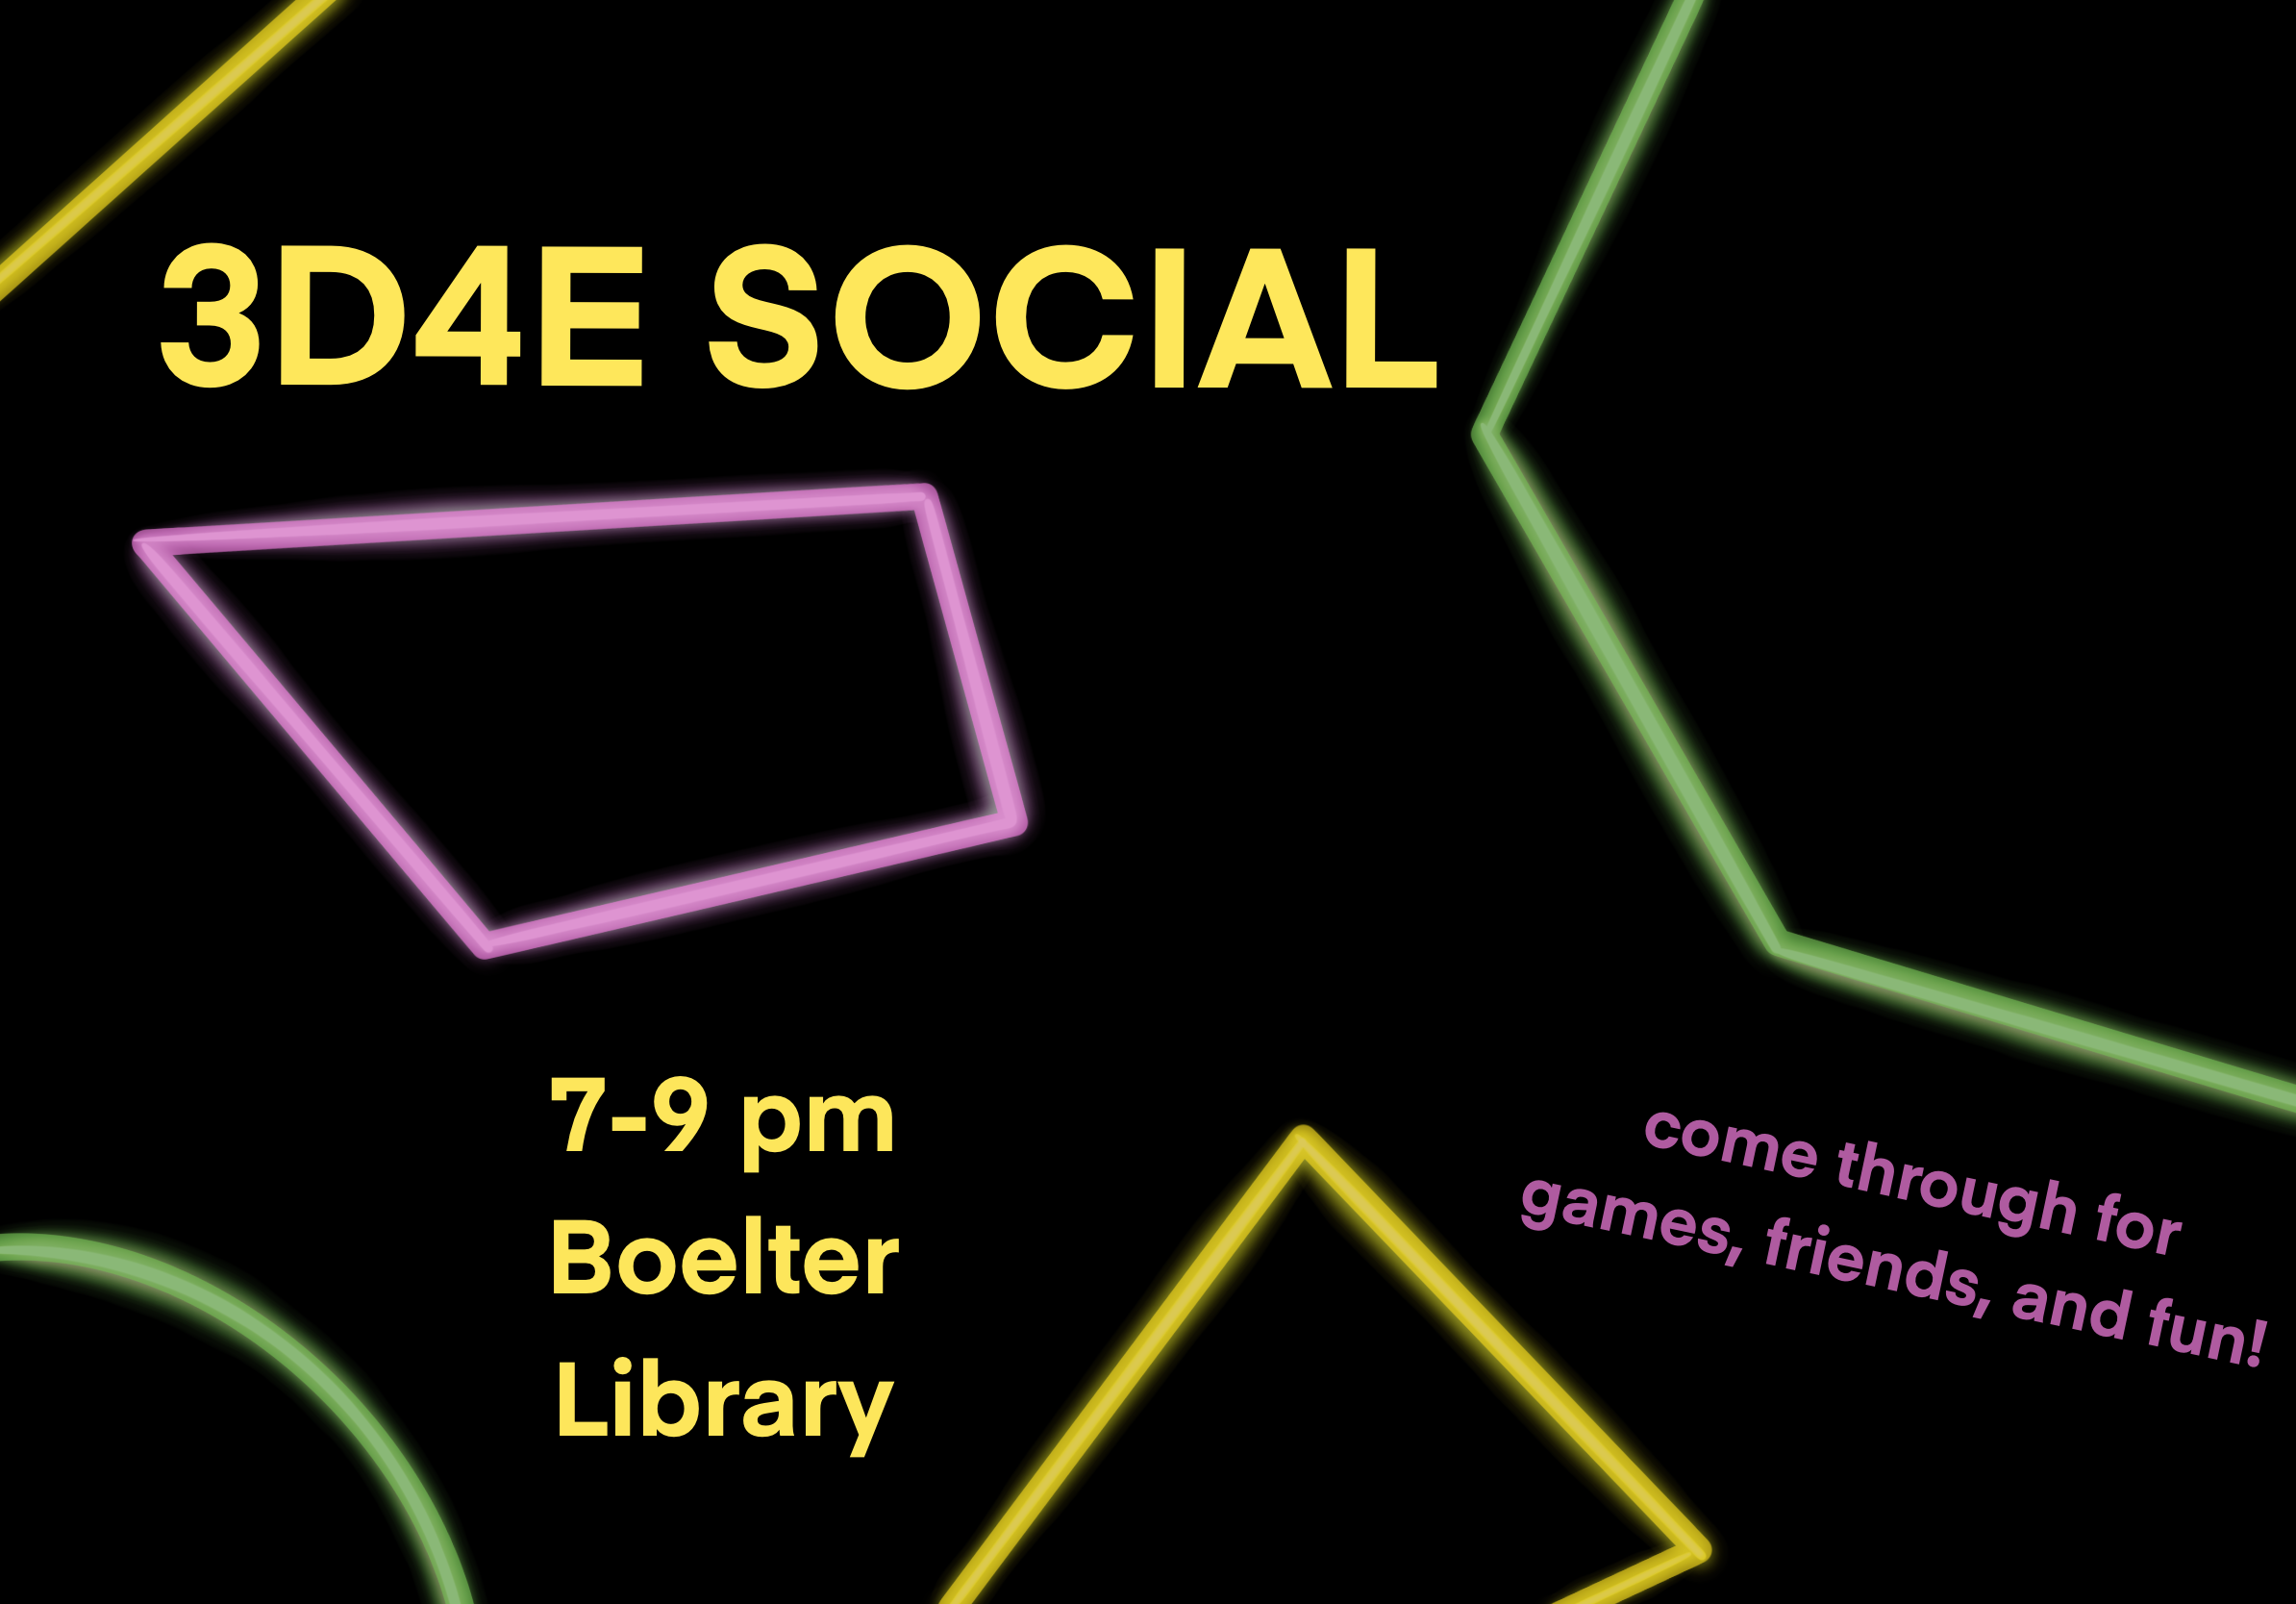 3D4E SOCIAL
7-9 pm
Boelter
Library
come through for
games, friends, and fun!